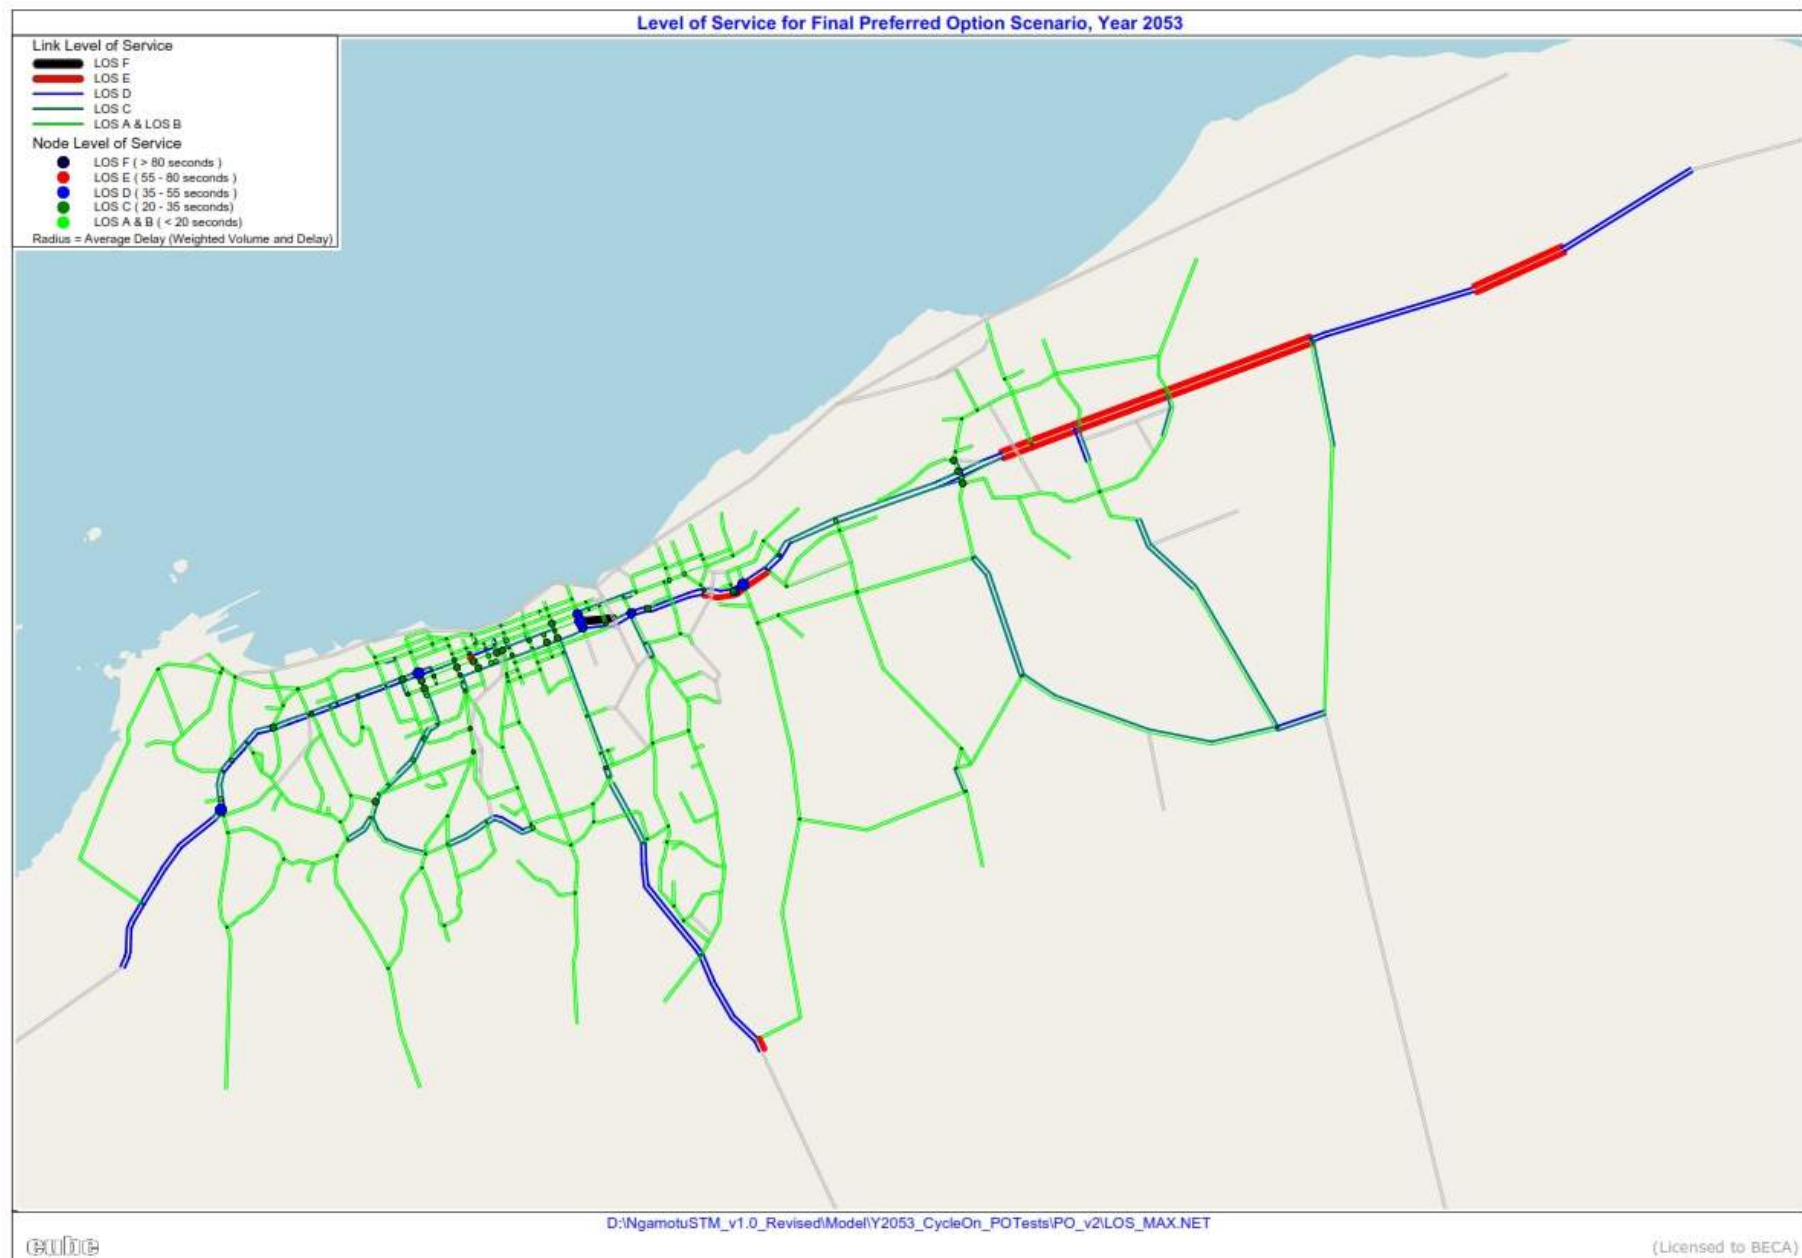 Level of Service for Final Preferred Option Scenario, Year 2053
Link Level of Service
LOS F
LOS E
LOS D
LOS C
LOS A & LOS B
Node Level of Service
LOS F ( > 80 seconds )
LOS E ( 55 - 80 seconds )
LOS D ( 35 - 55 seconds )
LOS C ( 20 - 35 seconds)
LOS A & B ( < 20 seconds)
Radius = Average Delay (Weighted Volume and Delay)
D:\NgamotuSTM_v1.0_Revised\Model\Y2053_CycleOn_POTests\PO_v2\LOS_MAX.NET
cube
(Licensed to BECA)